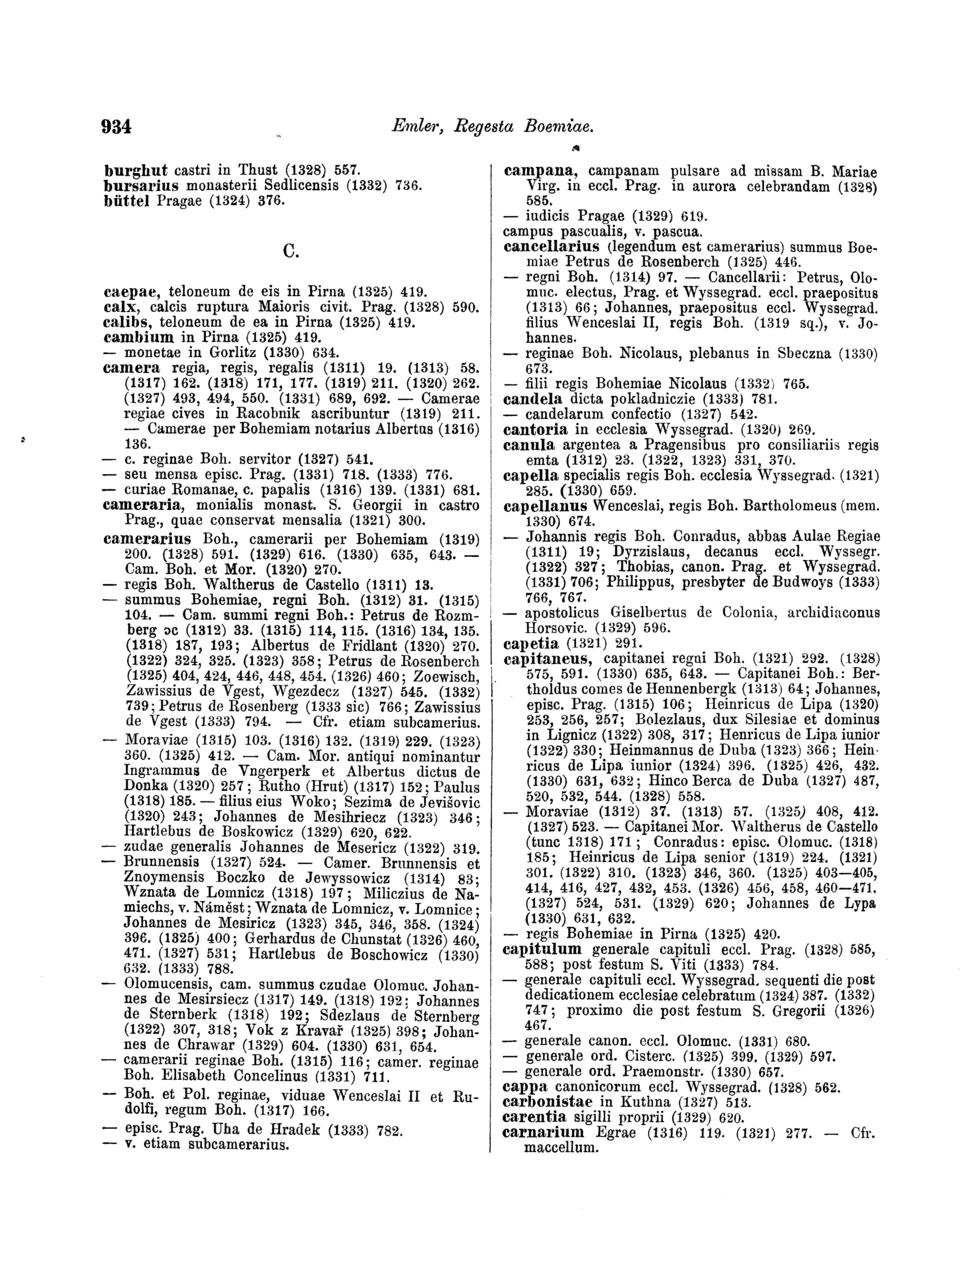 934
Emler, Regesta Boemiae.
burghut castri in Thust (1328) 557.
bursarius monasterii Sedlicensis (1332) 736.
büttel Pragae (1324) 376.
C.
caepae, teloneum de eis in Pirna (1325) 419.
calx, calcis ruptura Maioris civit. Prag. (1328) 590.
calibs, teloneum de ea in Pirna (1325) 419.
cambium in Pirna (1325) 419.
— monetae in Gorlitz (1330) 634.
camera regia, regis, regalis (1311) 19. (1313) 58.
(1317) 162. (1318) 171, 177. (1319) 211. (1320) 262.
(1327) 493, 494, 550. (1331) 689, 692. — Camerae
regiae cives in Racobnik ascribuntur (1319) 211.
— Camerae per Bohemiam notarius Albertus (1316)
136.
— c. reginae Boh. servitor (1327) 541.
— seu mensa episc. Prag. (1331) 718. (1333) 776.
— curiae Romanae, c. papalis (1316) 139. (1331) 681.
cameraria, monialis monast. S. Georgii in castro
Prag., quae conservat mensalia (1321) 300.
camerarius Boh., camerarii per Bohemiam (1319)
200. (1328) 591. (1329) 616. (1330) 635, 643. —
Cam. Boh. et Mor. (1320) 270.
— regis Boh. Waltherus de Castello (1311) 13.
— summus Bohemiae, regni Boh. (1312) 31. (1315)
104. — Cam. summi regni Boh.: Petrus de Rozm-
berg oc (1312) 33. (1315) 114, 115. (1316) 134, 135.
(1318) 187, 193; Albertus de Fridlant (1320) 270.
(1322) 324, 325. (1323) 358; Petrus de Rosenberch
(1325) 404, 424, 446, 448, 454. (1326) 460; Zoewisch,
Zawissius de Vgest, Wgezdecz (1327) 545. (1332)
739; Petrus de Rosenberg (1333 sic) 766; Zawissius
de Vgest (1333) 794. — Cfr. etiam subcamerius.
— Moraviae (1315) 103. (1316) 132. (1319) 229. (1323)
360. (1325) 412. — Cam. Mor. antiqui nominantur
Ingrammus de Vngerperk et Albertus dictus de
Donka (1320) 257; Rutho (Hrut) (1317) 152; Paulus
(1318) 185. — filius eius Woko; Sezima de Jevišovic
(1320) 243; Johannes de Mesihriecz (1323) 346;
Hartlebus de Boskowicz (1329) 620, 622.
— zudae generalis Johannes de Mesericz (1322) 319.
— Brunnensis (1327) 524. — Camer. Brunnensis et
Znoymensis Boczko de Jewyssowicz (1314) 83;
Wznata de Lomnicz (1318) 197; Miliczius de Na-
miechs, v. Náměst; Wznata de Lomnicz, v. Lomnice;
Johannes de Mesiricz (1323) 345, 346, 358. (1324)
396. (1325) 400; Gerhardus de Chunstat (1326) 460,
471. (1327) 531; Hartlebus de Boschowicz (1330)
632. (1333) 788.
— Olomucensis, cam. summus czudae Olomuc. Johan-
nes de Mesirsiecz (1317) 149. (1318) 192; Johannes
de Sternberk (1318) 192; Sdezlaus de Sternberg
(1322) 307, 318; Vok z Kravař (1325) 398; Johan-
nes de Chrawar (1329) 604. (1330) 631, 654.
— camerarii reginae Boh. (1315) 116; camer. reginae
Boh. Elisabeth Concelinus (1331) 711.
— Boh. et Pol. reginae, viduae Wenceslai II et Ru-
dolfi, regum Boh. (1317) 166.
— episc. Prag. Uha de Hradek (1333) 782.
— v. etiam subcamerarius.
campana, campanam pulsare ad missam B. Mariae
Virg. in eccl. Prag. in aurora celebrandam (1328)
585.
— iudicis Pragae (1329) 619.
campus pascualis, v. pascua.
cancellarius (legendum est camerarius) summus Boe-
miae Petrus de Rosenberch (1325) 446.
— regni Boh. (1314) 97. — Cancellarii: Petrus, Olo-
muc. electus, Prag. et Wyssegrad. eccl. praepositus
(1313) 66; Johannes, praepositus eccl. Wyssegrad.
filius Wenceslai II, regis Boh. (1319 sq.), v. Jo-
hannes.
— reginae Boh. Nicolaus, plebanus in Sbeczna (1330)
673.
— filii regis Bohemiae Nicolaus (1332) 765.
candela dicta pokladniczie (1333) 781.
— candelarum confectio (1327) 542.
cantoria in ecclesia Wyssegrad. (1320) 269.
canula argentea a Pragensibus pro consiliariis regis
emta (1312) 23. (1322, 1323) 331, 370.
capella specialis regis Boh. ecclesia Wyssegrad. (1321)
285. (1330) 659.
capellanus Wenceslai, regis Boh. Bartholomeus (mem.
1330) 674.
— Johannis regis Boh. Conradus, abbas Aulae Regiae
(1311) 19; Dyrzislaus, decanus eccl. Wyssegr.
(1322) 327; Thobias, canon. Prag. et Wyssegrad.
(1331) 706; Philippus, presbyter de Budwoys (1333)
766, 767.
— apostolicus Giselbertus de Colonia, archidiaconus
Horsovic. (1329) 596.
capetia (1321) 291.
capitaneus, capitanei regni Boh. (1321) 292. (1328)
575, 591. (1330) 635, 643. — Capitanei Boh.: Ber-
tholdus comes de Hennenbergk (1313) 64; Johannes,
episc. Prag. (1315) 106; Heinricus de Lipa (1320)
253, 256, 257; Bolezlaus, dux Silesiae et dominus
in Lignicz (1322) 308, 317; Henricus de Lipa iunior
(1322) 330; Heinmannus de Duba (1323) 366; Hein-
ricus de Lipa iunior (1324) 396. (1325) 426, 432.
(1330) 631, 632; Hinco Berca de Duba (1327) 487,
520, 532, 544. (1328) 558.
— Moraviae (1312) 37. (1313) 57. (1325) 408, 412.
(1327) 523. — Capitanei Mor. Waltherus de Castello
(tunc 1318) 171; Conradus: episc. Olomuc. (1318)
185; Heinricus de Lipa senior (1319) 224. (1321)
301. (1322) 310. (1323) 346, 360. (1325) 403—405,
414, 416, 427, 432, 453. (1326) 456, 458, 460—471.
(1327) 524, 531. (1329) 620; Johannes de Lypa
(1330) 631, 632.
— regis Bohemiae in Pirna (1325) 420.
capitulum generale capituli eccl. Prag. (1328) 585,
588; post festum S. Viti (1333) 784.
— generale capituli eccl. Wyssegrad. sequenti die post
dedicationem ecclesiae celebratum (1324) 387. (1332)
747; proximo die post festum S. Gregorii (1326)
467.
— generale canon. eccl. Olomuc. (1331) 680.
— generale ord. Cisterc. (1325) 399. (1329) 597.
— generale ord. Praemonstr. (1330) 657.
cappa canonicorum eccl. Wyssegrad. (1328) 562.
carbonistae in Kuthna (1327) 513.
carentia sigilli proprii (1329) 620.
carnarium Egrae (1316) 119. (1321) 277. — Cfr.
maccellum.